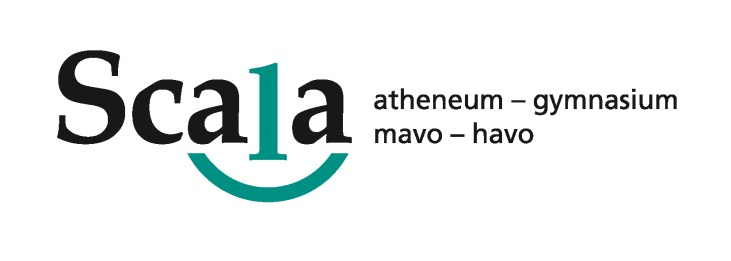 Scala
atheneum – gymnasium
mavo – havo